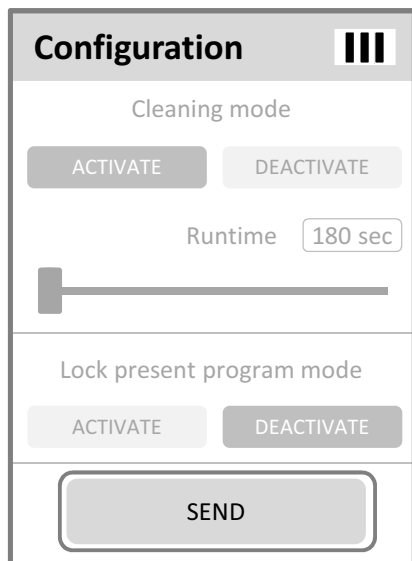 Configuration
Cleaning mode
ACTIVATE DEACTIVATE
Runtime 180 sec
Lock present program mode
ACTIVATE DEACTIVATE
SEND